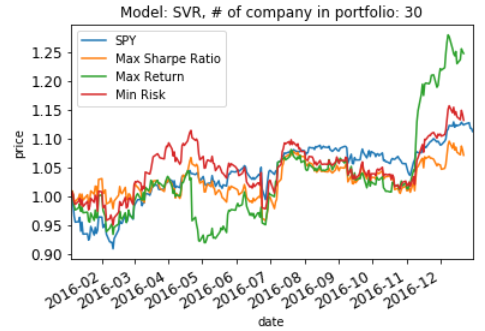 Model: SVR, # of company in portfolio: 30
SPY
Max Sharpe Ratio
Max Return
Min Risk
price
1.25
1.20
1.15
1.10
1.05
1.00
0.95
0.90
2016-02
2016-03
2016-04
2016-05
2016-06
2016-07
2016-08
2016-09
2016-10
2016-11
2016-12
date